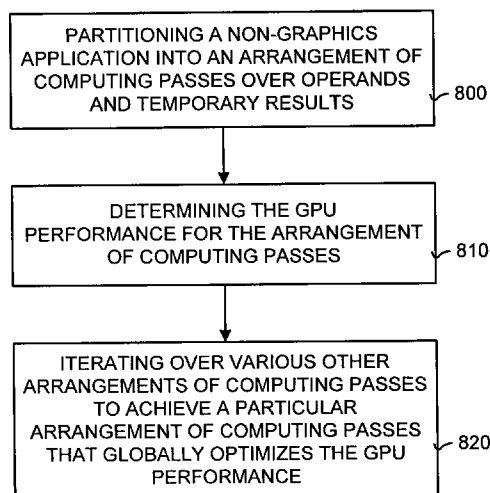 PARTITIONING A NON-GRAPHICS
APPLICATION INTO AN ARRANGEMENT OF
COMPUTING PASSES OVER OPERANDS
AND TEMPORARY RESULTS
800
DETERMINING THE GPU
PERFORMANCE FOR THE ARRANGEMENT
OF COMPUTING PASSES
810
ITERATING OVER VARIOUS OTHER
ARRANGEMENTS OF COMPUTING PASSES
TO ACHIEVE A PARTICULAR
ARRANGEMENT OF COMPUTING PASSES
THAT GLOBALLY OPTIMIZES THE GPU
PERFORMANCE
820